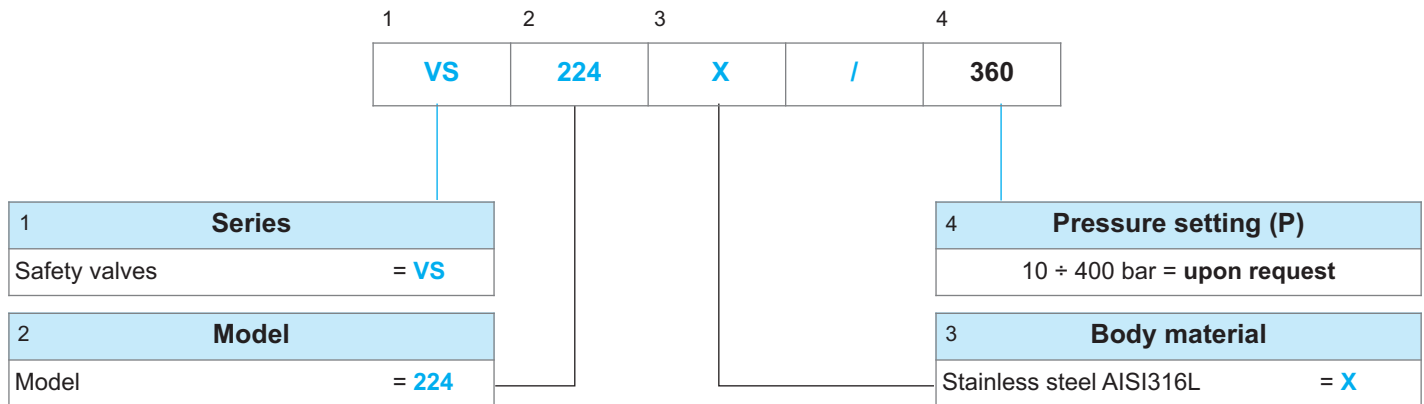 1 2 3 4
VS 224 X / 360
1 Series
Safety valves = VS
4 Pressure setting (P)
10 ÷ 400 bar = upon request
2 Model
Model = 224
3 Body material
Stainless steel AISI316L = X